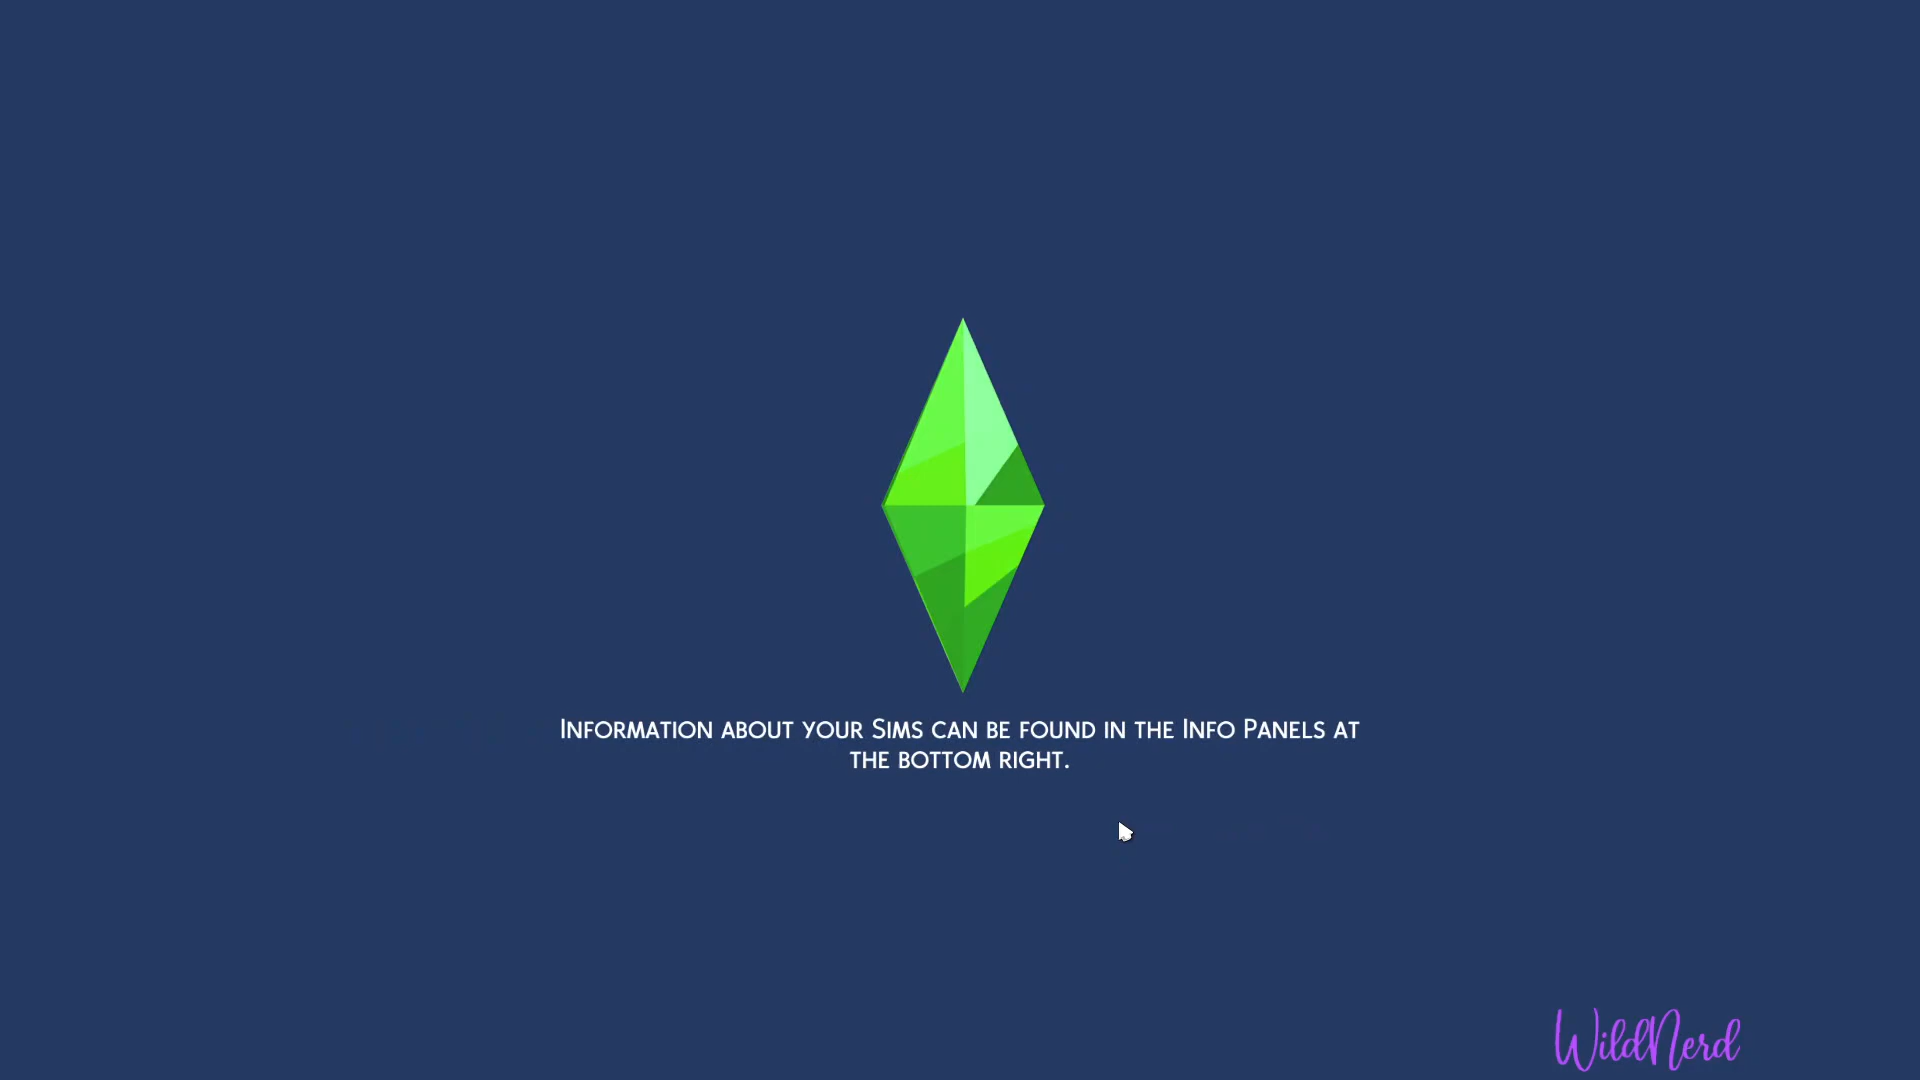 Information about your Sims can be found in the Info Panels at
the bottom right.
WildNerd